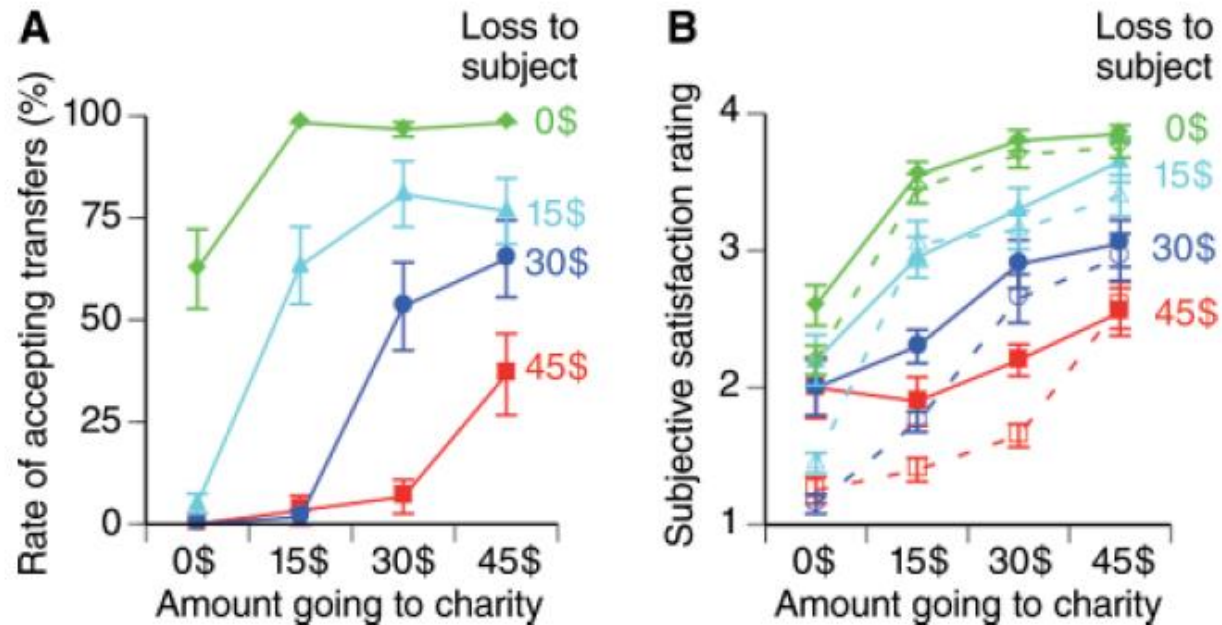 A
Loss to
subject
Rate of accepting transfers (%)
100
75
50
25
0
0$
15$
30$
45$
0$ 15$ 30$ 45$
Amount going to charity
B
Loss to
subject
Subjective satisfaction rating
4
3
2
1
0$
15$
30$
45$
0$ 15$ 30$ 45$
Amount going to charity